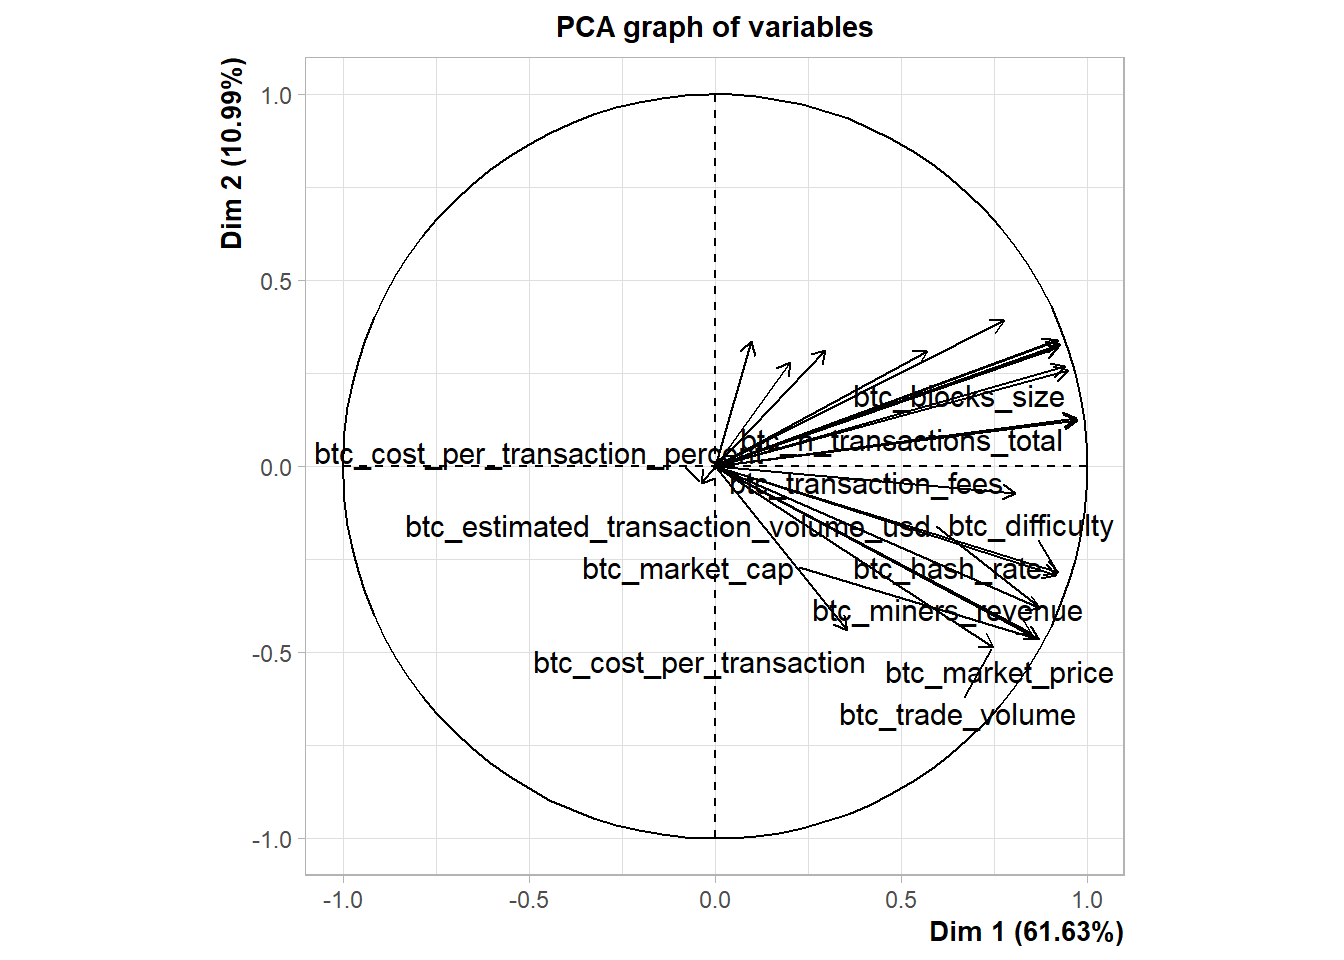 PCA graph of variables
Dim 2 (10.99%)
1.0
0.5
0.0
-0.5
-1.0
btc_blocks_size
btc_n_transactions_total
btc_cost_per_transaction_percent
btc_transaction_fees
btc_estimated_transaction_volume_usd
btc_difficulty
btc_market_cap
btc_hash_rate
btc_miners_revenue
btc_cost_per_transaction
btc_market_price
btc_trade_volume
-1.0
-0.5
0.0
0.5
1.0
Dim 1 (61.63%)